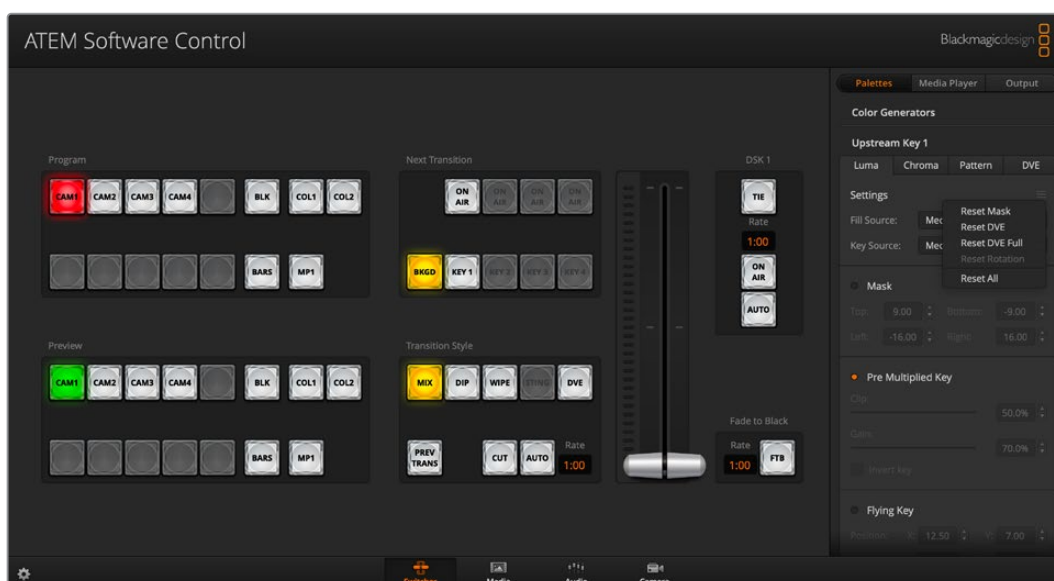 ATEM Software Control
Blackmagicdesign
Palettes Media Player Output
Color Generators
Upstream Key 1
Luma Chroma Pattern DVE
Settings
Fill Source: Med
Key Source: Med
Reset Mask
Reset DVE
Reset DVE Full
Reset Rotation
Reset All
Mask
Top: 9.00 Bottom: -9.00
Left: -16.00 Right: 16.00
Pre Multiplied Key
Clip:
50.0%
Gain:
70.0%
Invert key
Flying Key
Position: X: 12.50 Y: 7.00
Program
CAM1 CAM2 CAM3 CAM4 BLK COL1 COL2
BARS MP1
Next Transition
ON AIR ON AIR ON AIR ON AIR
BKGD KEY 1 KEY 2 KEY 3 KEY 4
DSK 1
TIE
Rate
1:00
ON AIR
AUTO
Preview
CAM1 CAM2 CAM3 CAM4 BLK COL1 COL2
BARS MP1
Transition Style
MIX DIP WIPE STING DVE
PREV TRANS CUT AUTO Rate 1:00
Fade to Black
Rate
1:00 FTB
Switcher Media Audio Camera